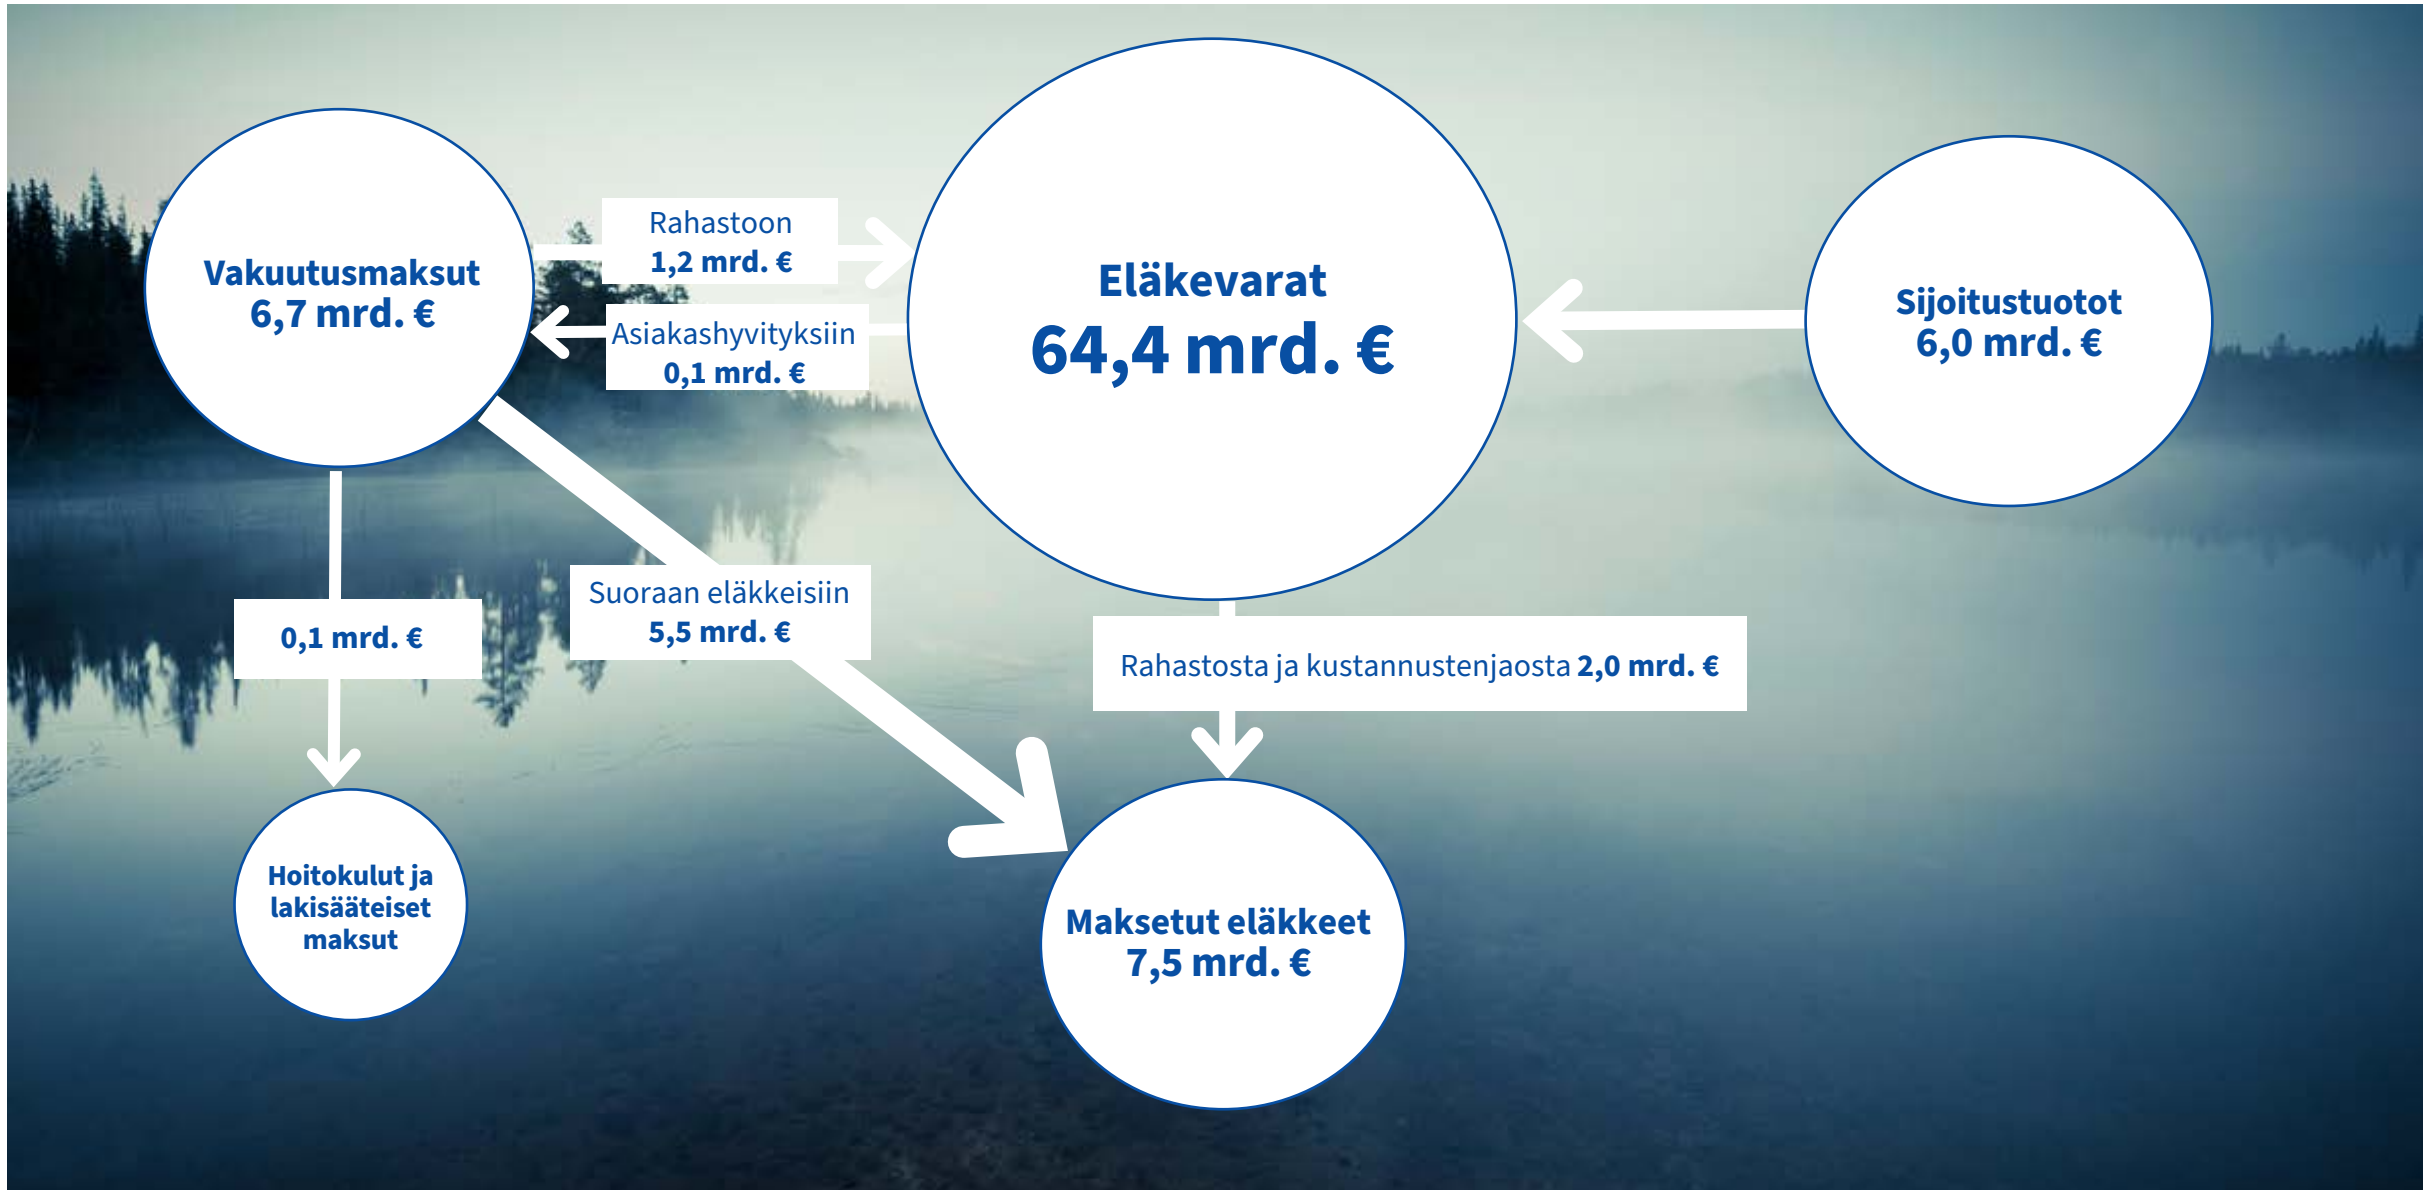 Vakuutusmaksut
6,7 mrd. €
Rahastoon
1,2 mrd. €
Asiakashyvityksiin
0,1 mrd. €
Eläkevarat
64,4 mrd. €
Sijoitustuotot
6,0 mrd. €
0,1 mrd. €
Suoraan eläkkeisiin
5,5 mrd. €
Rahastosta ja kustannustenjaosta 2,0 mrd. €
Hoitokulut ja
lakisääteiset
maksut
Maksetut eläkkeet
7,5 mrd. €